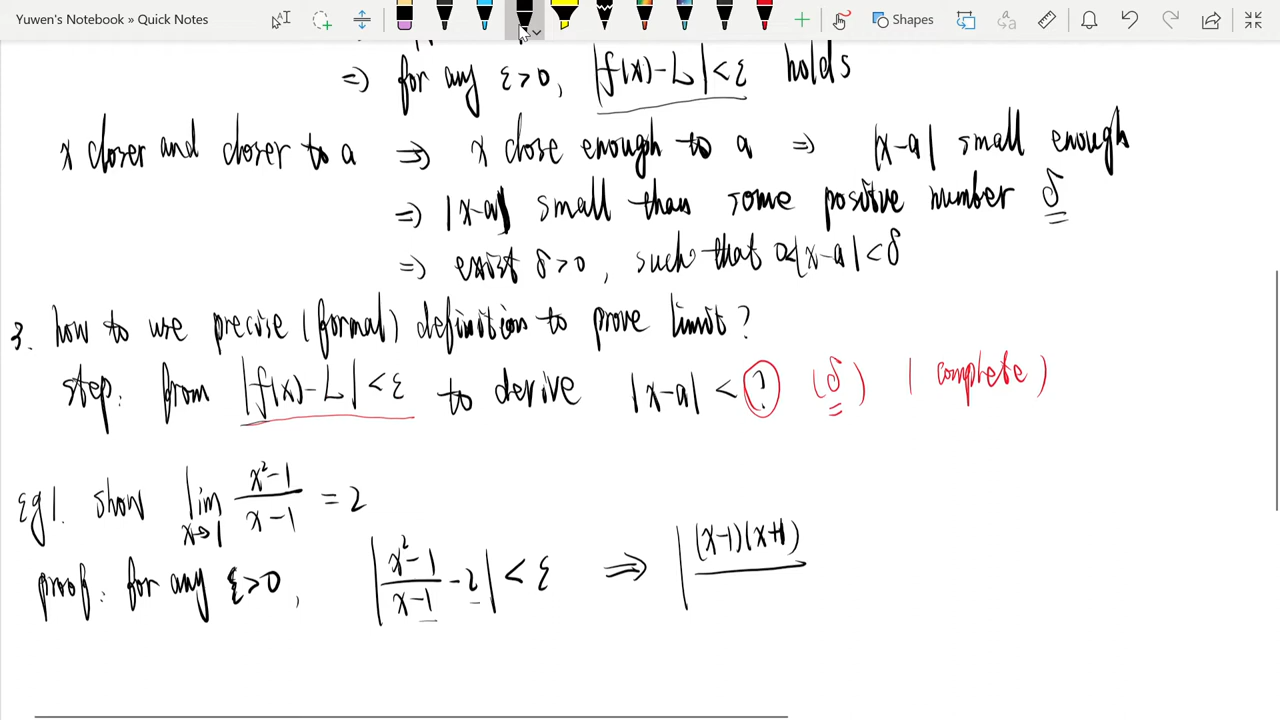 Yuwen's Notebook » Quick Notes
Shapes
⇒ for any ε>0, |f(x)-L|<ε holds
x closer and closer to a ⇒ x close enough to a ⇒ |x-a| small enough
⇒ |x-a| small than some positive number δ
⇒ exist δ>0, such that 0<|x-a|<δ
3. how to use precise (formal) definition to prove limit?
step: from |f(x)-L|<ε to derive |x-a| < ? (δ) (complete)
Eg1. show lim x→1 (x²-1)/(x-1) = 2
proof: for any ε>0, |(x²-1)/(x-1) - 2| < ε ⇒ |(x-1)(x+1)